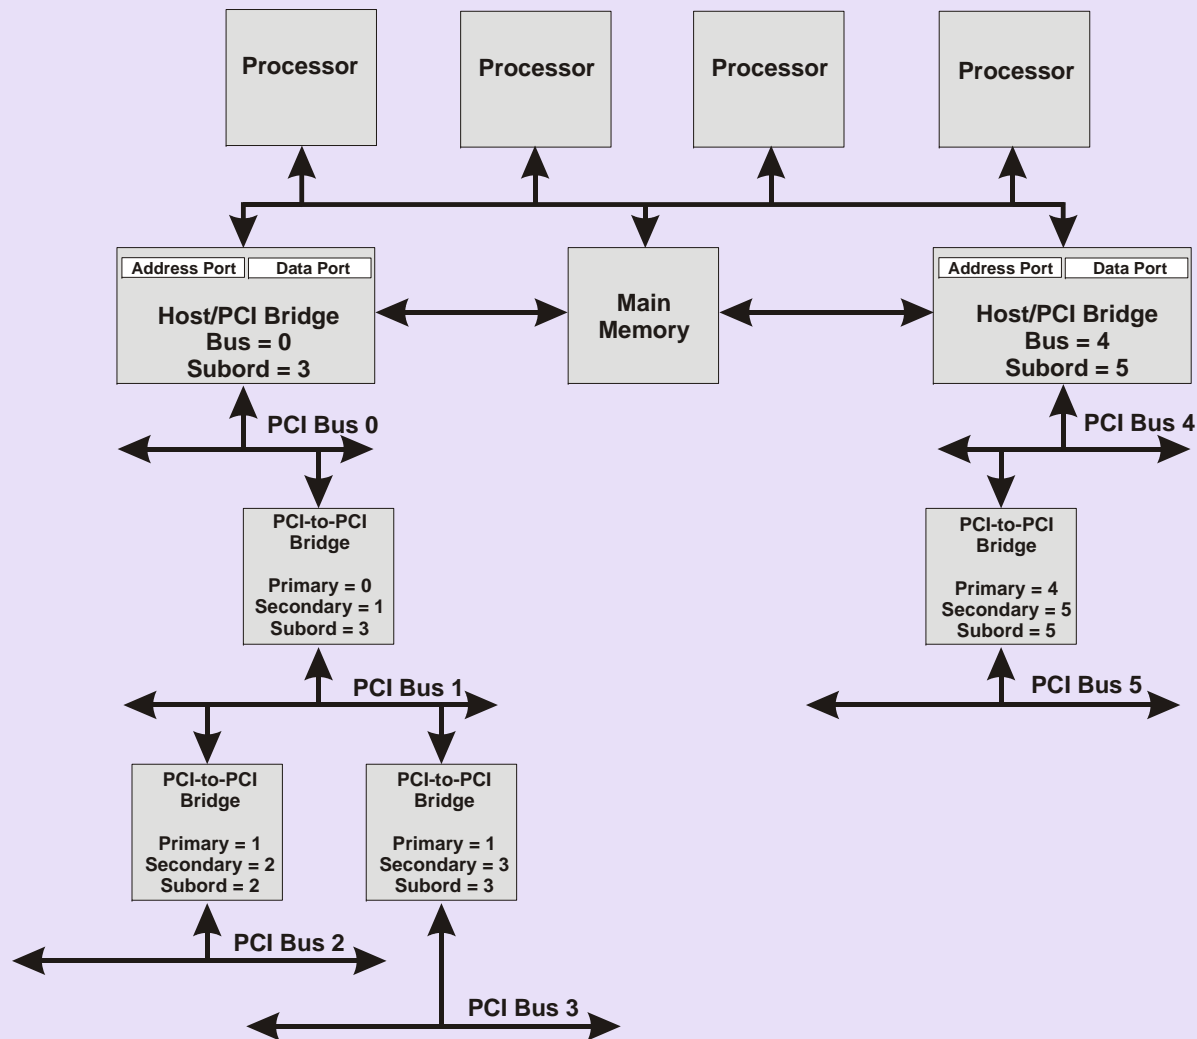 Processor
Processor
Processor
Processor
Address Port
Data Port
Host/PCI Bridge
Bus = 0
Subord = 3
Main
Memory
Address Port
Data Port
Host/PCI Bridge
Bus = 4
Subord = 5
PCI Bus 0
PCI Bus 4
PCI-to-PCI
Bridge
Primary = 0
Secondary = 1
Subord = 3
PCI-to-PCI
Bridge
Primary = 4
Secondary = 5
Subord = 5
PCI Bus 1
PCI Bus 5
PCI-to-PCI
Bridge
Primary = 1
Secondary = 2
Subord = 2
PCI-to-PCI
Bridge
Primary = 1
Secondary = 3
Subord = 3
PCI Bus 2
PCI Bus 3